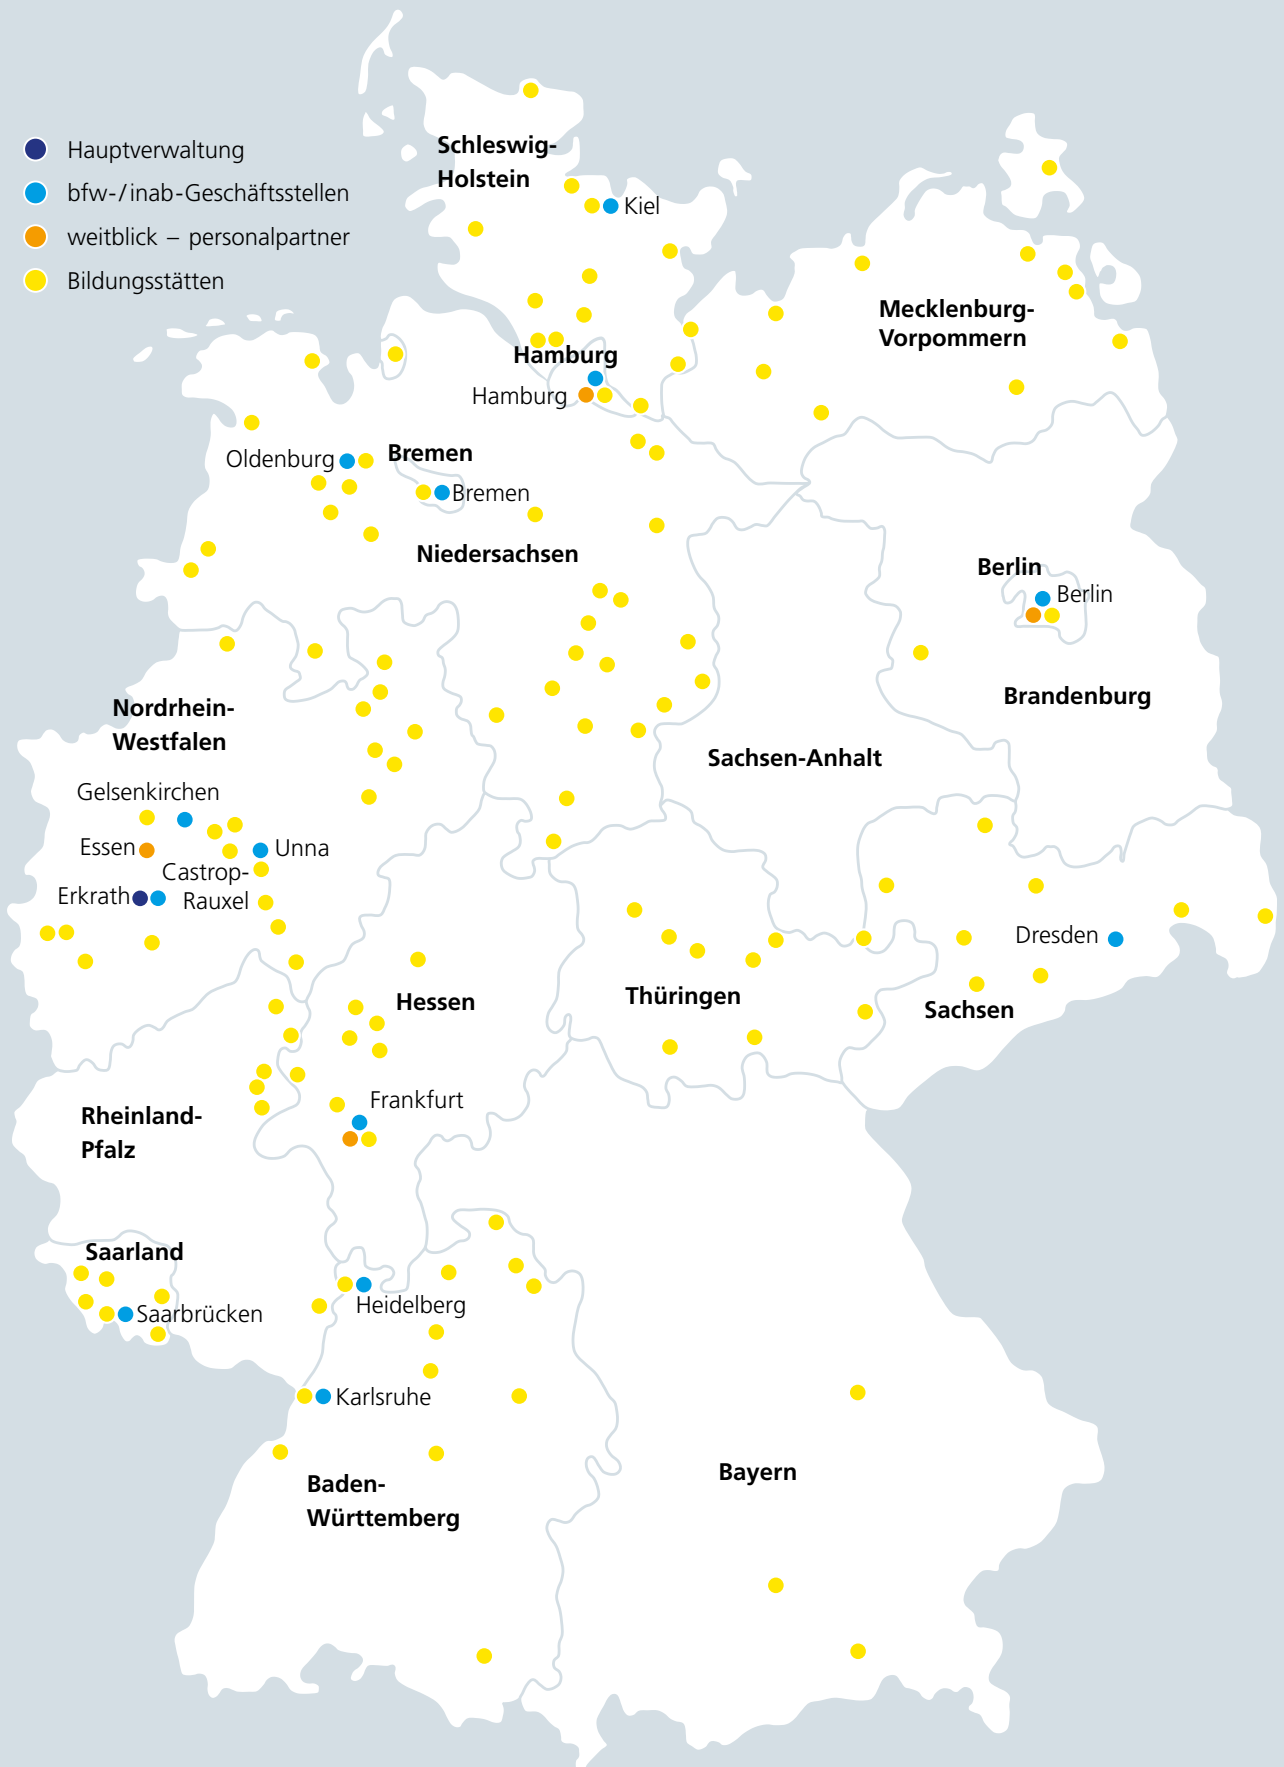 Hauptverwaltung
bfw-/inab-Geschäftsstellen
weitblick – personalpartner
Bildungsstätten
Schleswig-
Holstein
Kiel
Mecklenburg-
Vorpommern
Hamburg
Hamburg
Oldenburg
Bremen
Bremen
Niedersachsen
Berlin
Berlin
Brandenburg
Nordrhein-
Westfalen
Sachsen-Anhalt
Gelsenkirchen
Essen
Unna
Castrop-
Rauxel
Erkrath
Dresden
Hessen
Thüringen
Sachsen
Frankfurt
Rheinland-
Pfalz
Saarland
Saarbrücken
Heidelberg
Karlsruhe
Bayern
Baden-
Württemberg